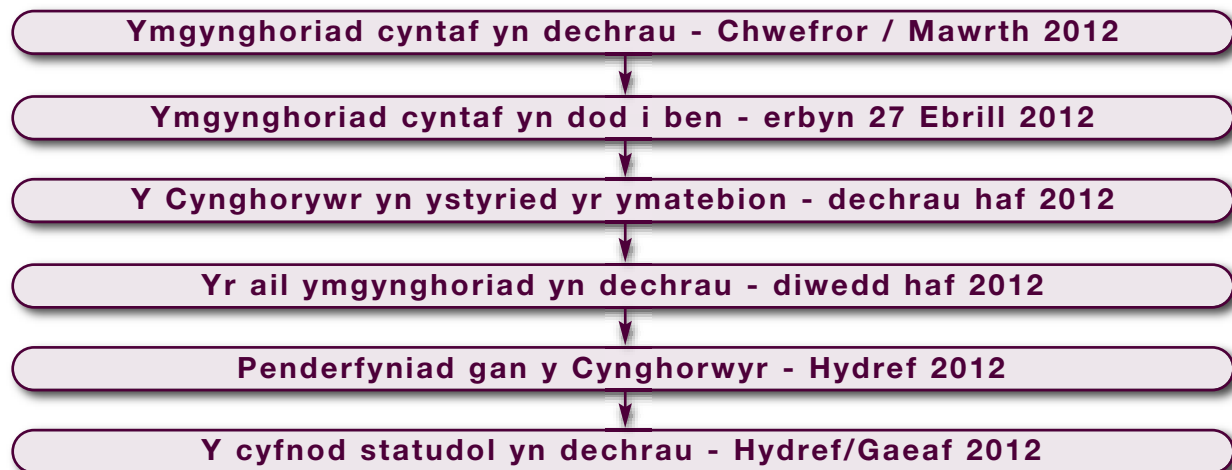 Ymgynghoriad cyntaf yn dechrau - Chwefror / Mawrth 2012
Ymgynghoriad cyntaf yn dod i ben - erbyn 27 Ebrill 2012
Y Cynghorywr yn ystyried yr ymatebion - dechrau haf 2012
Yr ail ymgynghoriad yn dechrau - diwedd haf 2012
Penderfyniad gan y Cynghorwyr - Hydref 2012
Y cyfnod statudol yn dechrau - Hydref/Gaeaf 2012